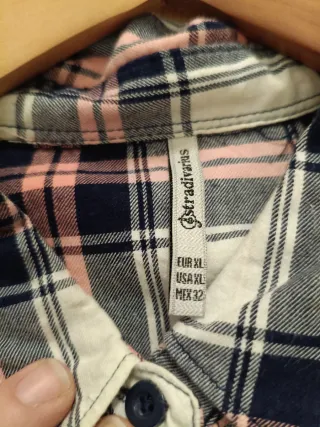 stradivarius
EUR XL
USA XL
MEX 32